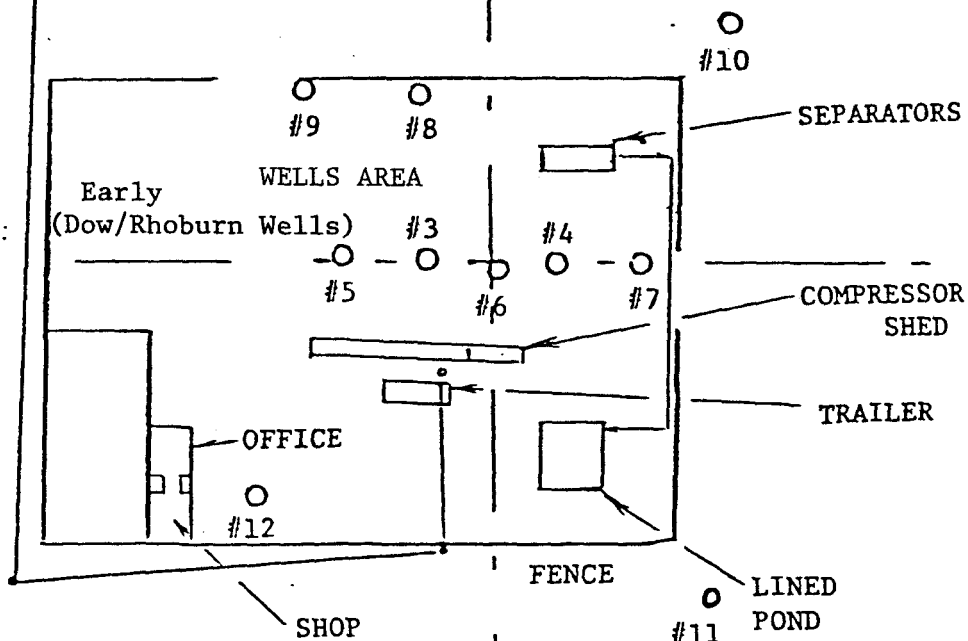 #10
SEPARATORS
#9
#8
WELLS AREA
Early
(Dow/Rhoburn Wells)
#3
#4
#5
#6
#7
COMPRESSOR
SHED
TRAILER
OFFICE
#12
FENCE
LINED
POND
SHOP
#11